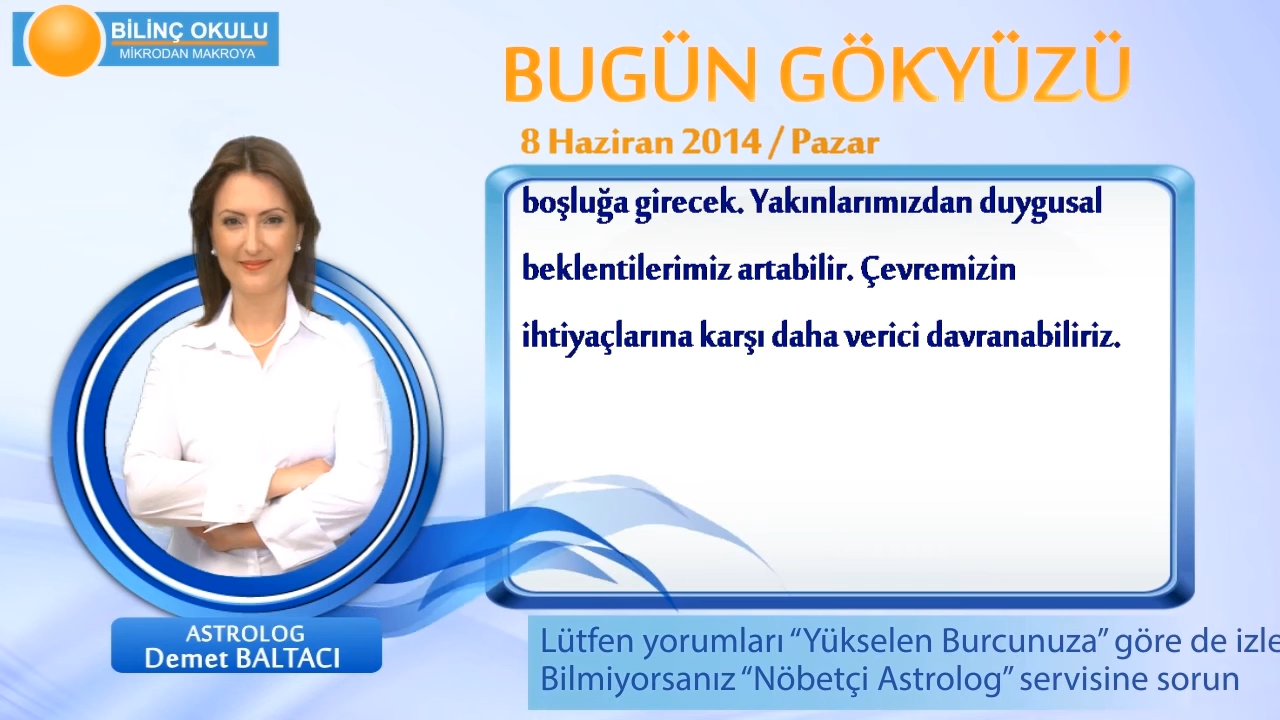 BİLİNÇ OKULU
MİKRODAN MAKROYA
BUGÜN GÖKYÜZÜ
8 Haziran 2014 / Pazar
boşluğa girecek. Yakınlarımızdan duygusal
beklentilerimiz artabilir. Çevremizin
ihtiyaçlarına karşı daha verici davranabiliriz.
ASTROLOG
Demet BALTACI
Lütfen yorumları “Yükselen Burcunuza” göre de izle
Bilmiyorsanız “Nöbetçi Astrolog” servisine sorun